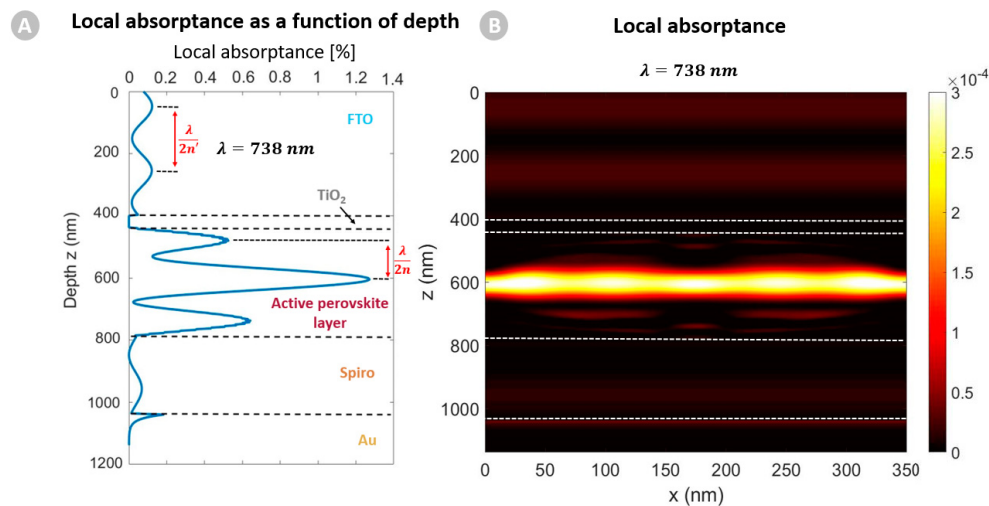 A
Local absorptance as a function of depth
Local absorptance [%]
0 0.2 0.4 0.6 0.8 1 1.2 1.4
0
200
400
600
800
1000
1200
Depth z (nm)
FTO
λ/2n'
λ = 738 nm
TiO₂
λ/2n
Active perovskite
layer
Spiro
Au
B
Local absorptance
λ = 738 nm
0
200
400
600
800
1000
z (nm)
0 50 100 150 200 250 300 350
x (nm)
3 10⁻⁴
2.5
2
1.5
1
0.5
0